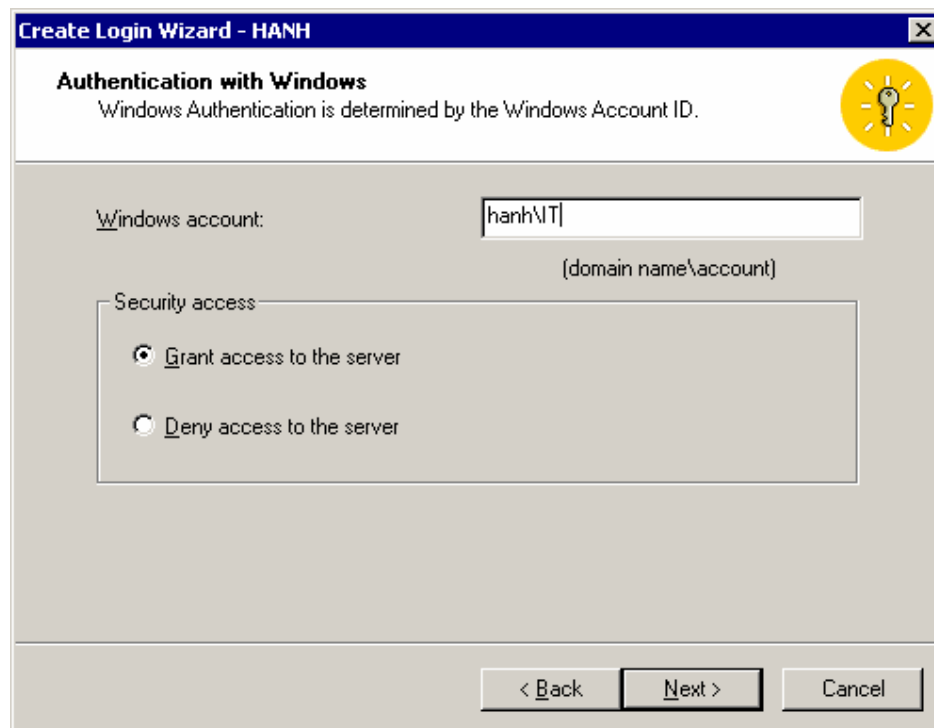 Create Login Wizard - HANH
Authentication with Windows
Windows Authentication is determined by the Windows Account ID.
Windows account:
hanh\IT
(domain name\account)
Security access
Grant access to the server
Deny access to the server
< Back
Next >
Cancel